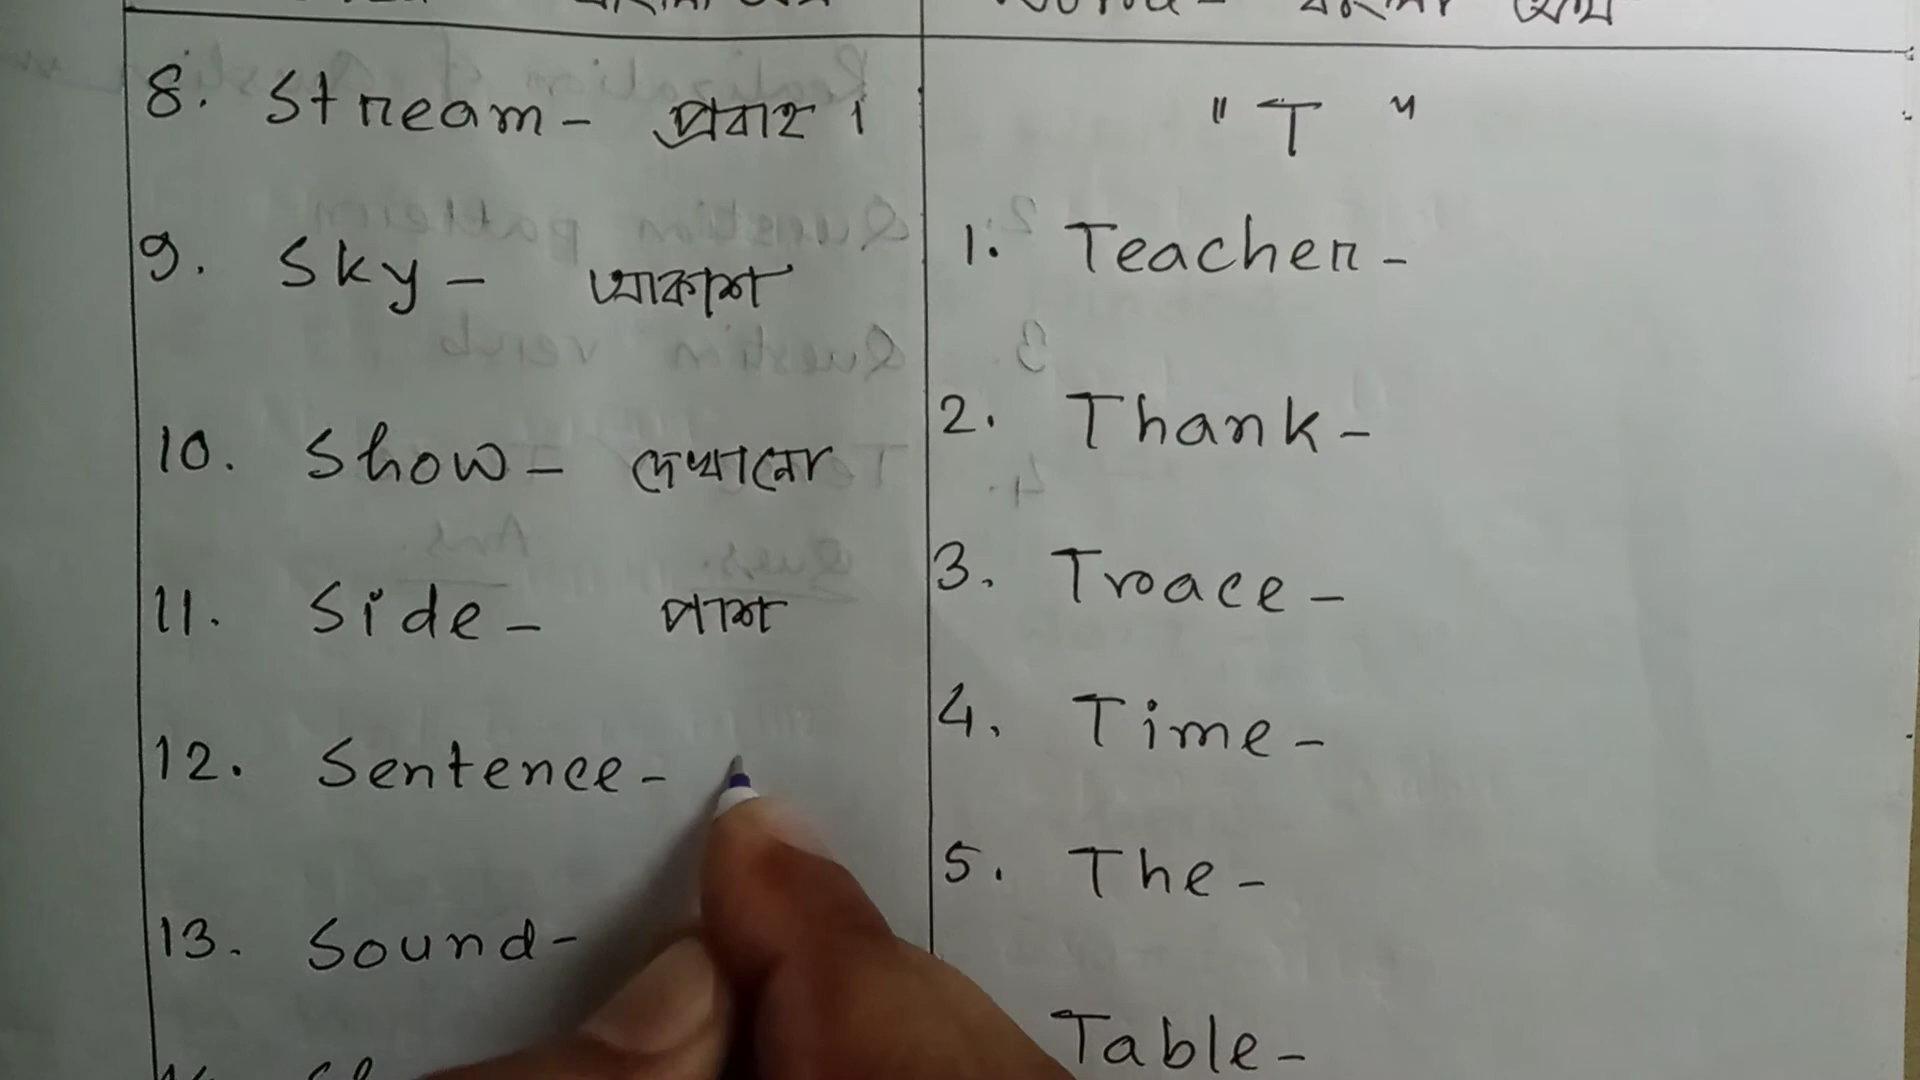 8. Stream - প্রবাহ ।
9. Sky - আকাশ
10. Show - দেখানো
11. Side - পাশ
12. Sentence -
13. Sound -
"T"
1. Teacher -
2. Thank -
3. Trace -
4. Time -
5. The -
Table -